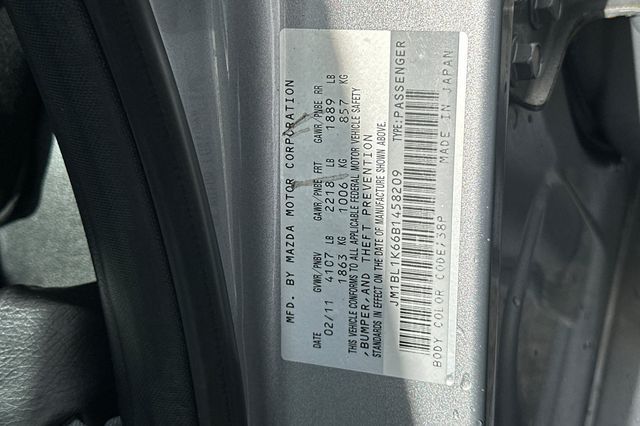 MFD. BY MAZDA MOTOR CORPORATION
DATE GVWR/PNBV GAWR/PNBE FRT GAWR/PNBE RR
02/11 4107 LB 2218 LB 1889 LB
1863 KG 1006 KG 857 KG
THIS VEHICLE CONFORMS TO ALL APPLICABLE FEDERAL MOTOR VEHICLE SAFETY
,BUMPER,AND THEFT PREVENTION
STANDARDS IN EFFECT ON THE DATE OF MANUFACTURE SHOWN ABOVE.
JM1BL1K66B1458209 TYPE:PASSENGER
BODY COLOR CODE:38P MADE IN JAPAN